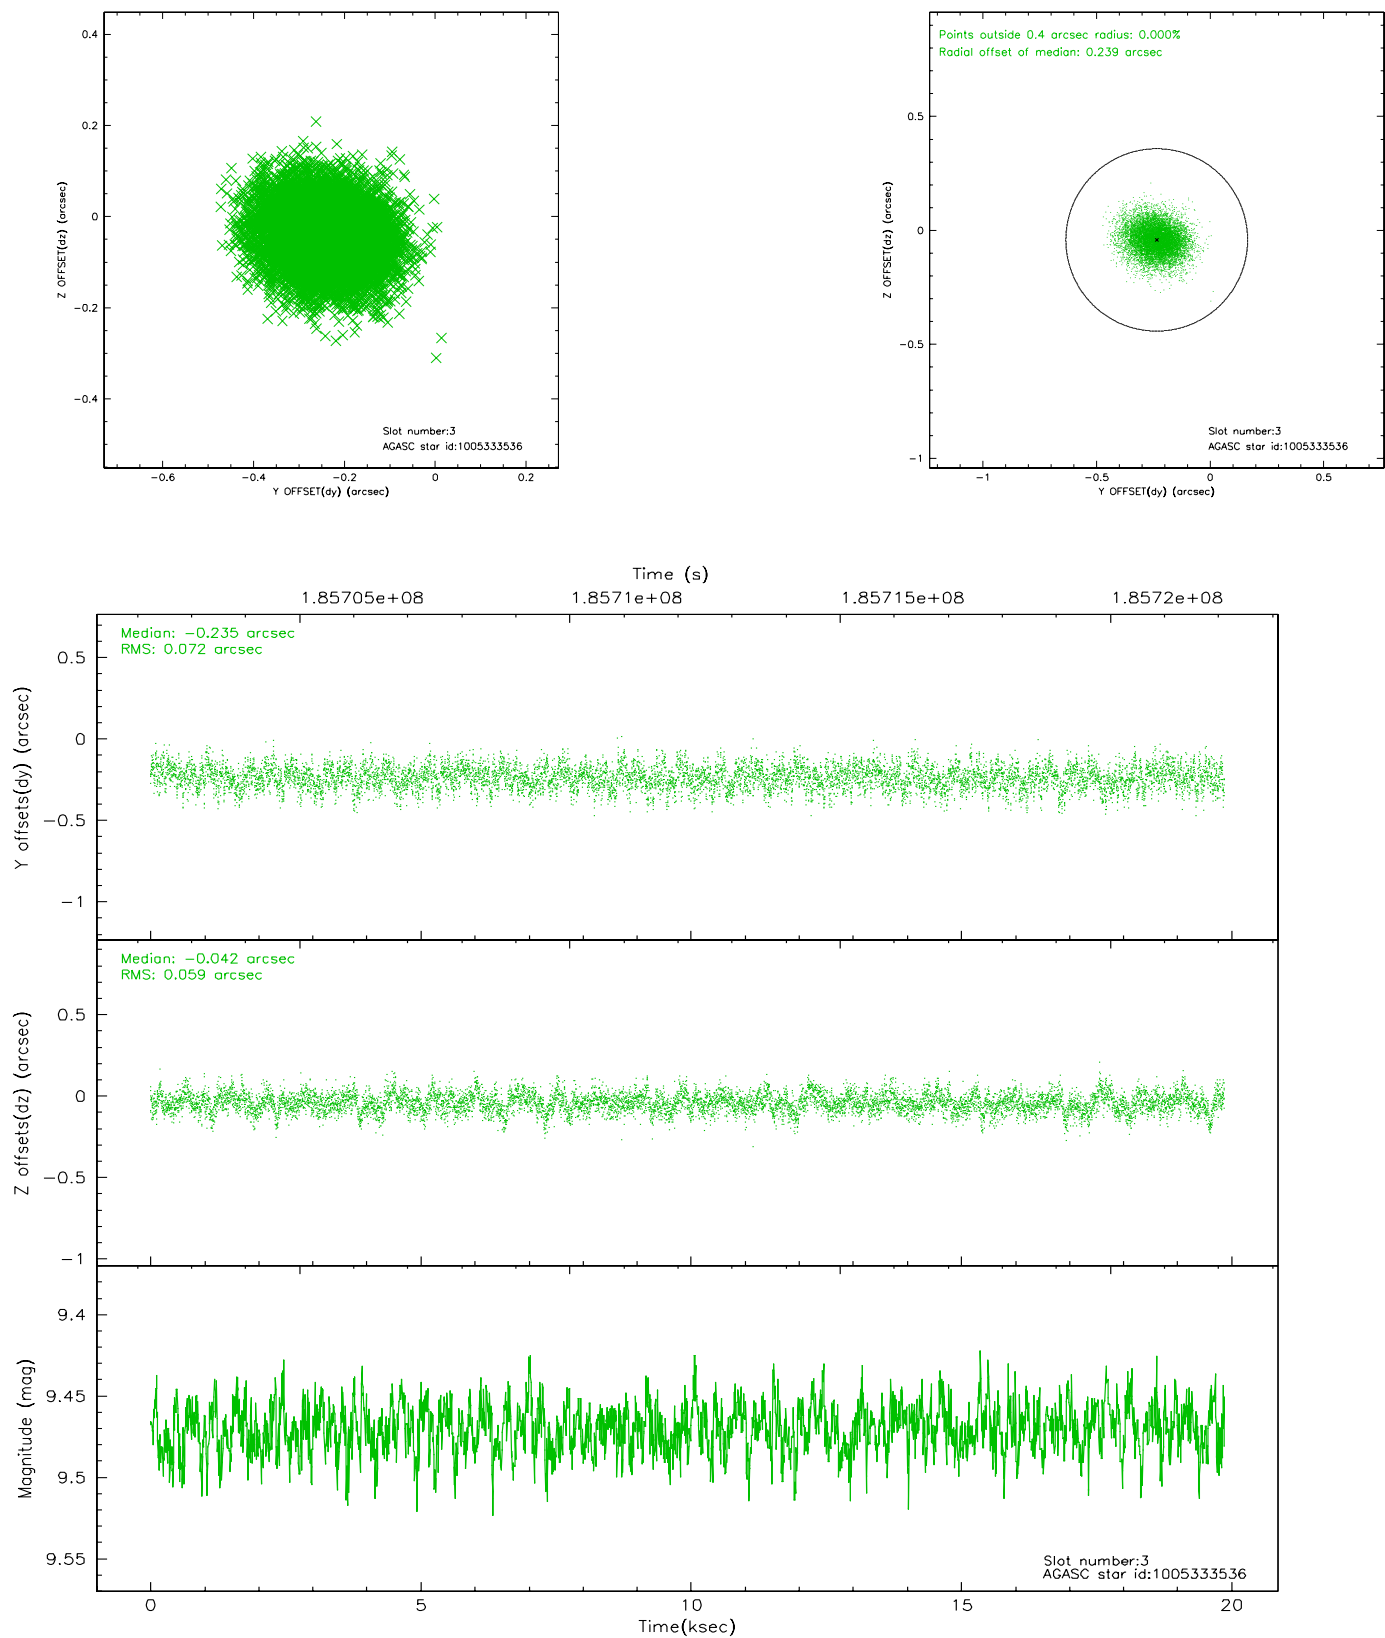 0.4
0.2
0
−0.2
−0.4
Z OFFSET(dz) (arcsec)
Slot number:3
AGASC star id:1005333536
−0.6
−0.4
−0.2
0
0.2
Y OFFSET(dy) (arcsec)
Points outside 0.4 arcsec radius: 0.000%
Radial offset of median: 0.239 arcsec
0.5
0
−0.5
−1
Z OFFSET(dz) (arcsec)
Slot number:3
AGASC star id:1005333536
−1
−0.5
0
0.5
Y OFFSET(dy) (arcsec)
Time (s)
1.85705e+08
1.8571e+08
1.85715e+08
1.8572e+08
Median: −0.235 arcsec
RMS: 0.072 arcsec
0.5
0
−0.5
−1
Y offsets(dy) (arcsec)
Median: −0.042 arcsec
RMS: 0.059 arcsec
0.5
0
−0.5
−1
Z offsets(dz) (arcsec)
9.4
9.45
9.5
9.55
Magnitude (mag)
Slot number:3
AGASC star id:1005333536
0
5
10
15
20
Time(ksec)